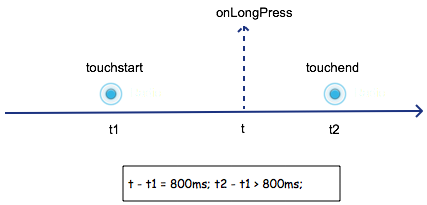 onLongPress
touchstart
touchend
t1
t
t2
t - t1 = 800ms; t2 - t1 > 800ms;